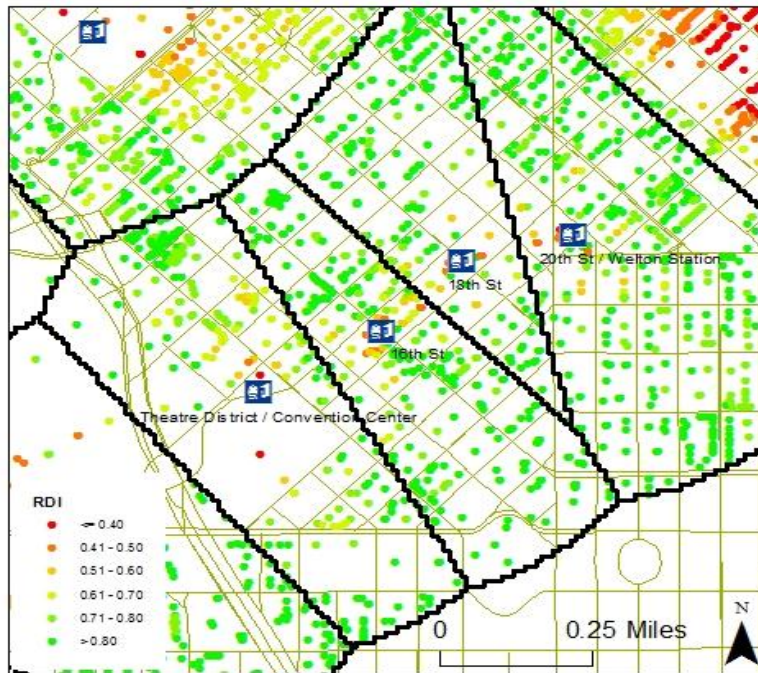 20th St / Welton Station
18th St
16th St
Theatre District / Convention Center
RDI
<= 0.40
0.41 - 0.50
0.51 - 0.60
0.61 - 0.70
0.71 - 0.80
> 0.80
0 0.25 Miles
N